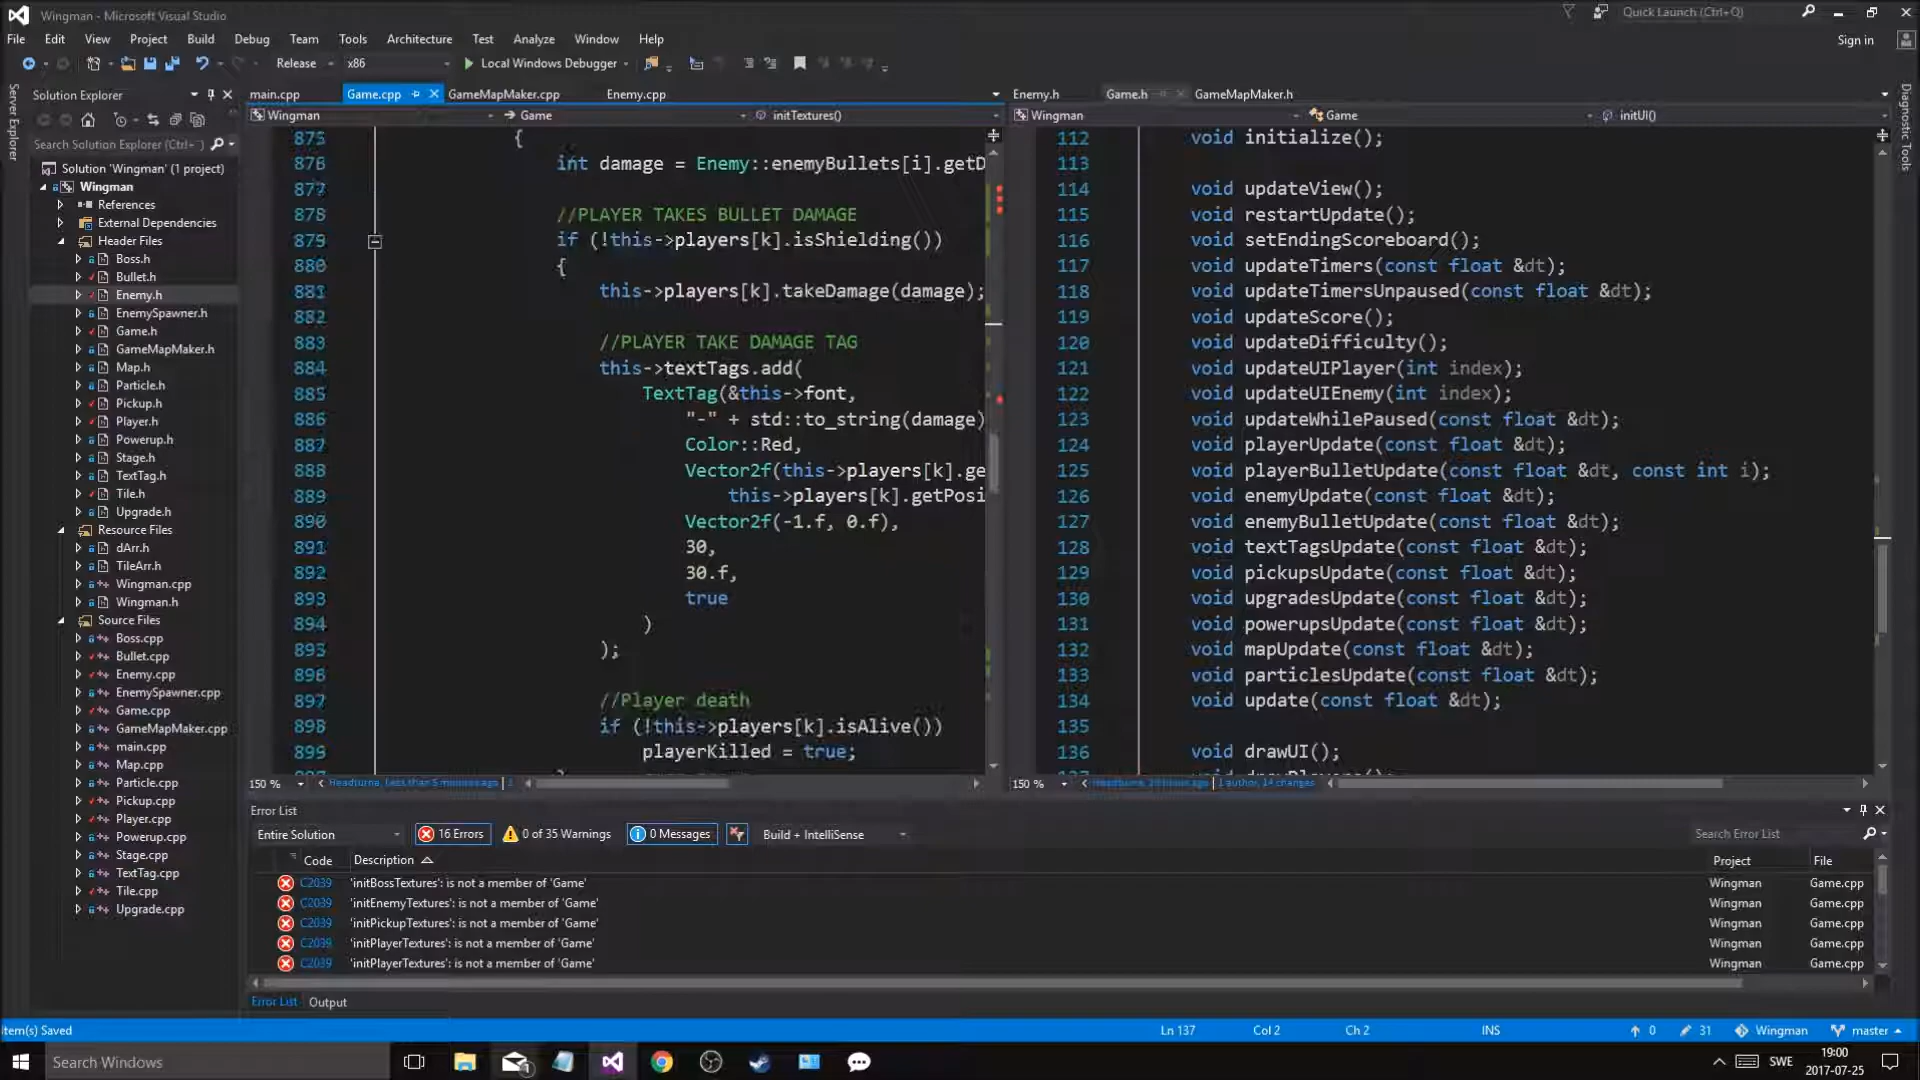 Wingman - Microsoft Visual Studio
Quick Launch (Ctrl+Q)
File Edit View Project Build Debug Team Tools Architecture Test Analyze Window Help
Sign in
Release x86 Local Windows Debugger
Server Explorer
Diagnostic Tools
Solution Explorer
Search Solution Explorer (Ctrl+
Solution 'Wingman' (1 project)
Wingman
References
External Dependencies
Header Files
Boss.h
Bullet.h
Enemy.h
EnemySpawner.h
Game.h
GameMapMaker.h
Map.h
Particle.h
Pickup.h
Player.h
Powerup.h
Stage.h
TextTag.h
Tile.h
Upgrade.h
Resource Files
dArr.h
TileArr.h
Wingman.cpp
Wingman.h
Source Files
Boss.cpp
Bullet.cpp
Enemy.cpp
EnemySpawner.cpp
Game.cpp
GameMapMaker.cpp
main.cpp
Map.cpp
Particle.cpp
Pickup.cpp
Player.cpp
Powerup.cpp
Stage.cpp
TextTag.cpp
Tile.cpp
Upgrade.cpp
main.cpp Game.cpp GameMapMaker.cpp Enemy.cpp
Wingman Game initTextures()
875 {
876 int damage = Enemy::enemyBullets[i].getD
877
878 //PLAYER TAKES BULLET DAMAGE
879 if (!this->players[k].isShielding())
880 {
881 this->players[k].takeDamage(damage);
882
883 //PLAYER TAKE DAMAGE TAG
884 this->textTags.add(
885 TextTag(&this->font,
886 "-" + std::to_string(damage)
887 Color::Red,
888 Vector2f(this->players[k].ge
889 this->players[k].getPosi
890 Vector2f(-1.f, 0.f),
891 30,
892 30.f,
893 true
894 )
895 );
896
897 //Player death
898 if (!this->players[k].isAlive())
899 playerKilled = true;
150 % Headturne, Less than 5 minutes ago | 2
Enemy.h Game.h GameMapMaker.h
Wingman Game initUI()
112 void initialize();
113
114 void updateView();
115 void restartUpdate();
116 void setEndingScoreboard();
117 void updateTimers(const float &dt);
118 void updateTimersUnpaused(const float &dt);
119 void updateScore();
120 void updateDifficulty();
121 void updateUIPlayer(int index);
122 void updateUIEnemy(int index);
123 void updateWhilePaused(const float &dt);
124 void playerUpdate(const float &dt);
125 void playerBulletUpdate(const float &dt, const int i);
126 void enemyUpdate(const float &dt);
127 void enemyBulletUpdate(const float &dt);
128 void textTagsUpdate(const float &dt);
129 void pickupsUpdate(const float &dt);
130 void upgradesUpdate(const float &dt);
131 void powerupsUpdate(const float &dt);
132 void mapUpdate(const float &dt);
133 void particlesUpdate(const float &dt);
134 void update(const float &dt);
135
136 void drawUI();
150 % Headturne, 20 hours ago | 1 author, 14 changes
Error List
Entire Solution 16 Errors 0 of 35 Warnings 0 Messages Build + IntelliSense Search Error List
Code Description Project File
C2039 'initBossTextures': is not a member of 'Game' Wingman Game.cpp
C2039 'initEnemyTextures': is not a member of 'Game' Wingman Game.cpp
C2039 'initPickupTextures': is not a member of 'Game' Wingman Game.cpp
C2039 'initPlayerTextures': is not a member of 'Game' Wingman Game.cpp
C2039 'initPlayerTextures': is not a member of 'Game' Wingman Game.cpp
Error List Output
Item(s) Saved Ln 137 Col 2 Ch 2 INS 0 31 Wingman master
Search Windows
SWE
19:00
2017-07-25